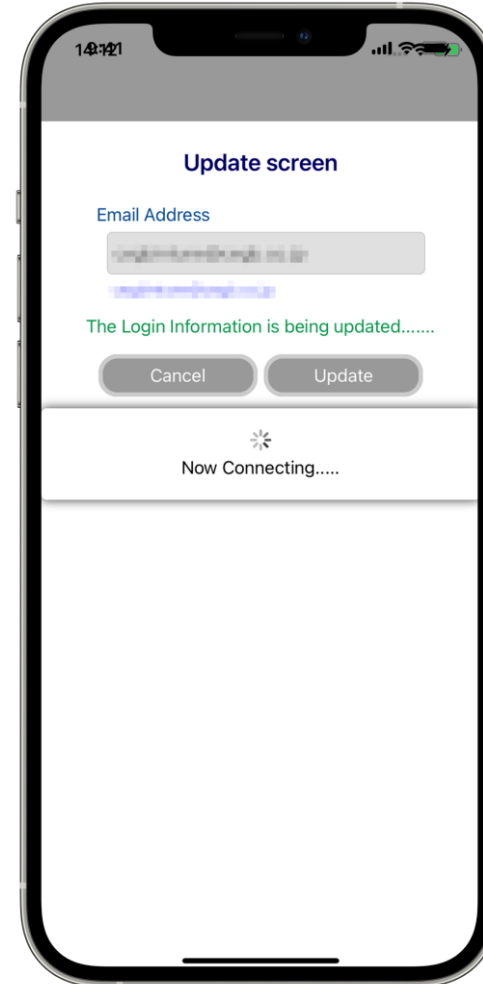 Update screen
Email Address
The Login Information is being updated.......
Cancel
Update
Now Connecting.....